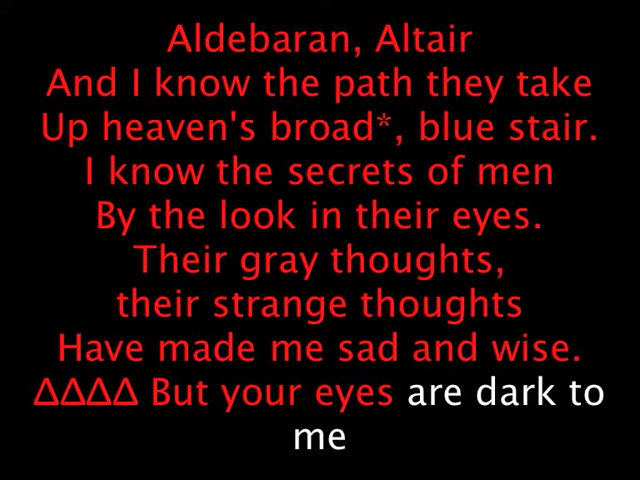 Aldebaran, Altair
And I know the path they take
Up heaven's broad*, blue stair.
I know the secrets of men
By the look in their eyes.
Their gray thoughts,
their strange thoughts
Have made me sad and wise.
∆∆∆∆ But your eyes are dark to
me